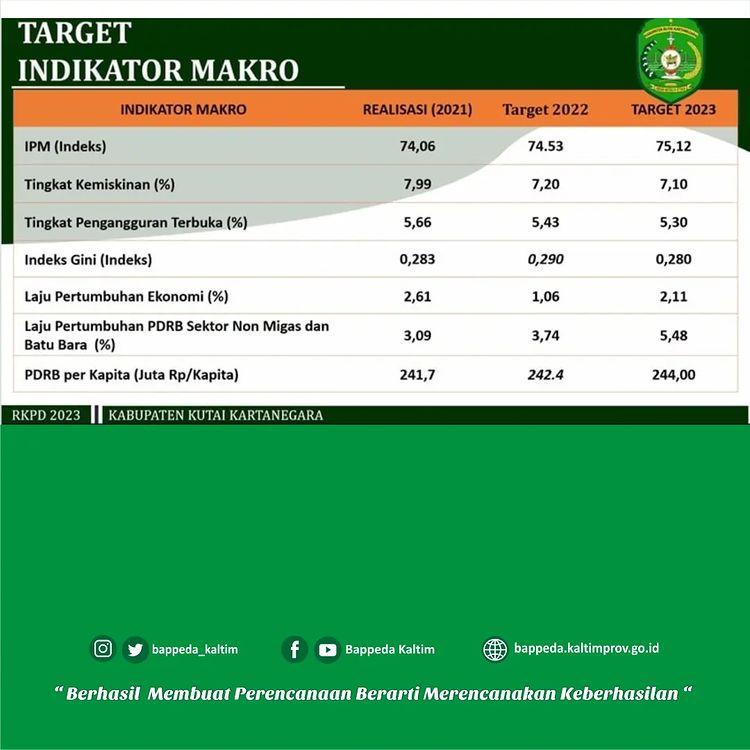 TARGET
INDIKATOR MAKRO
INDIKATOR MAKRO REALISASI (2021) Target 2022 TARGET 2023
IPM (Indeks) 74,06 74.53 75,12
Tingkat Kemiskinan (%) 7,99 7,20 7,10
Tingkat Pengangguran Terbuka (%) 5,66 5,43 5,30
Indeks Gini (Indeks) 0,283 0,290 0,280
Laju Pertumbuhan Ekonomi (%) 2,61 1,06 2,11
Laju Pertumbuhan PDRB Sektor Non Migas dan
Batu Bara (%) 3,09 3,74 5,48
PDRB per Kapita (Juta Rp/Kapita) 241,7 242.4 244,00
RKPD 2023 KABUPATEN KUTAI KARTANEGARA
bappeda_kaltim Bappeda Kaltim bappeda.kaltimprov.go.id
“ Berhasil Membuat Perencanaan Berarti Merencanakan Keberhasilan “